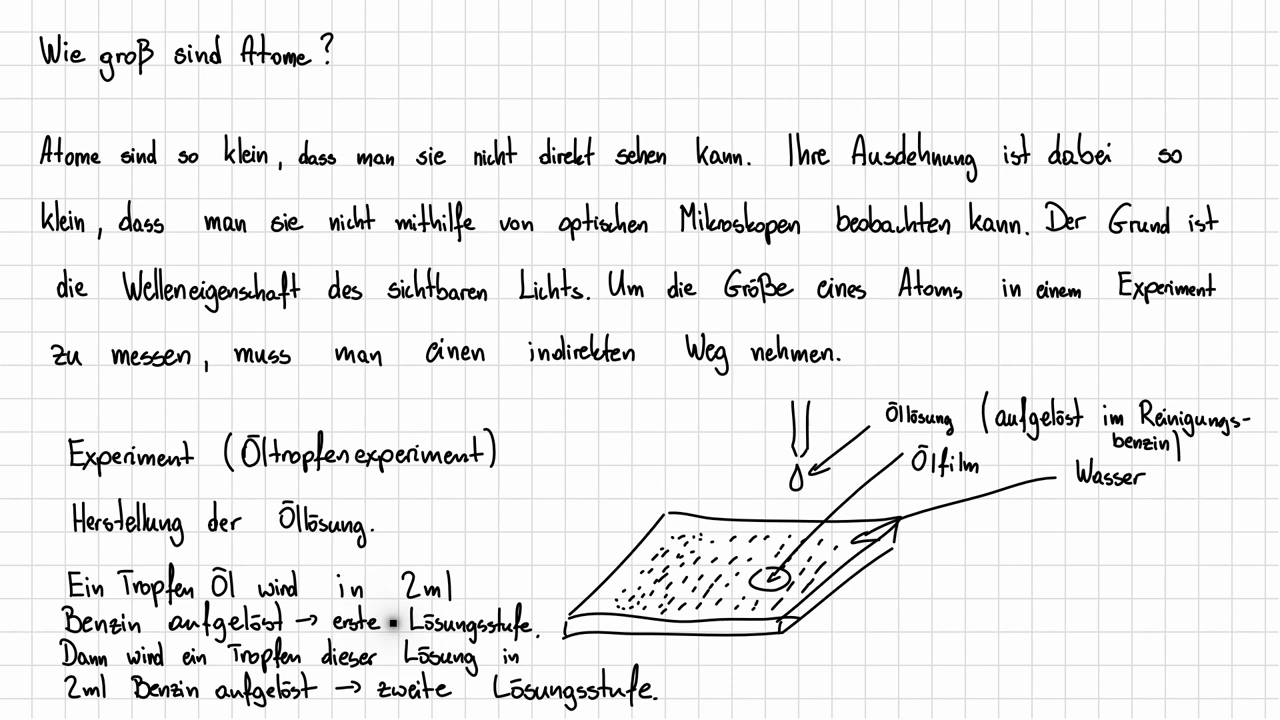 Wie groß sind Atome?
Atome sind so klein, dass man sie nicht direkt sehen kann. Ihre Ausdehnung ist dabei so
klein, dass man sie nicht mithilfe von optischen Mikroskopen beobachten kann. Der Grund ist
die Welleneigenschaft des sichtbaren Lichts. Um die Größe eines Atoms in einem Experiment
zu messen, muss man einen indirekten Weg nehmen.
Öllösung (aufgelöst im Reinigungs-
benzin)
Ölfilm
Wasser
Experiment (Öltropfenexperiment)
Herstellung der Öllösung.
Ein Tropfen Öl wird in 2ml
Benzin aufgelöst → erste Lösungsstufe.
Dann wird ein Tropfen dieser Lösung in
2ml Benzin aufgelöst → zweite Lösungsstufe.